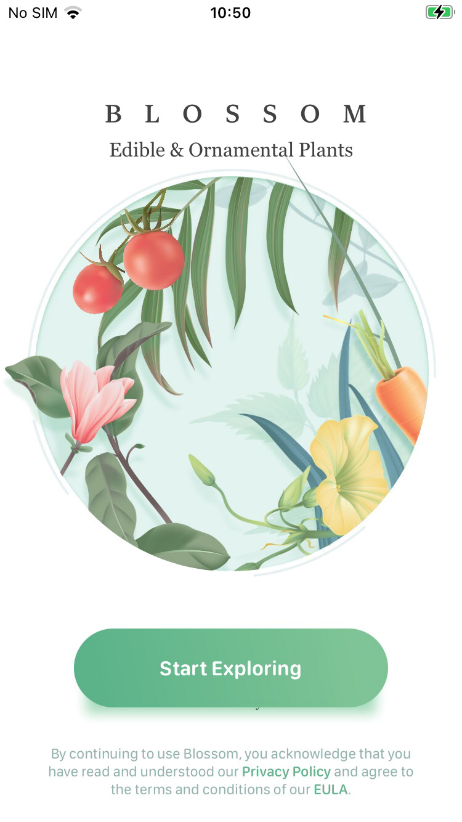 No SIM 10:50
B L O S S O M
Edible & Ornamental Plants
Start Exploring
By continuing to use Blossom, you acknowledge that you
have read and understood our Privacy Policy and agree to
the terms and conditions of our EULA.